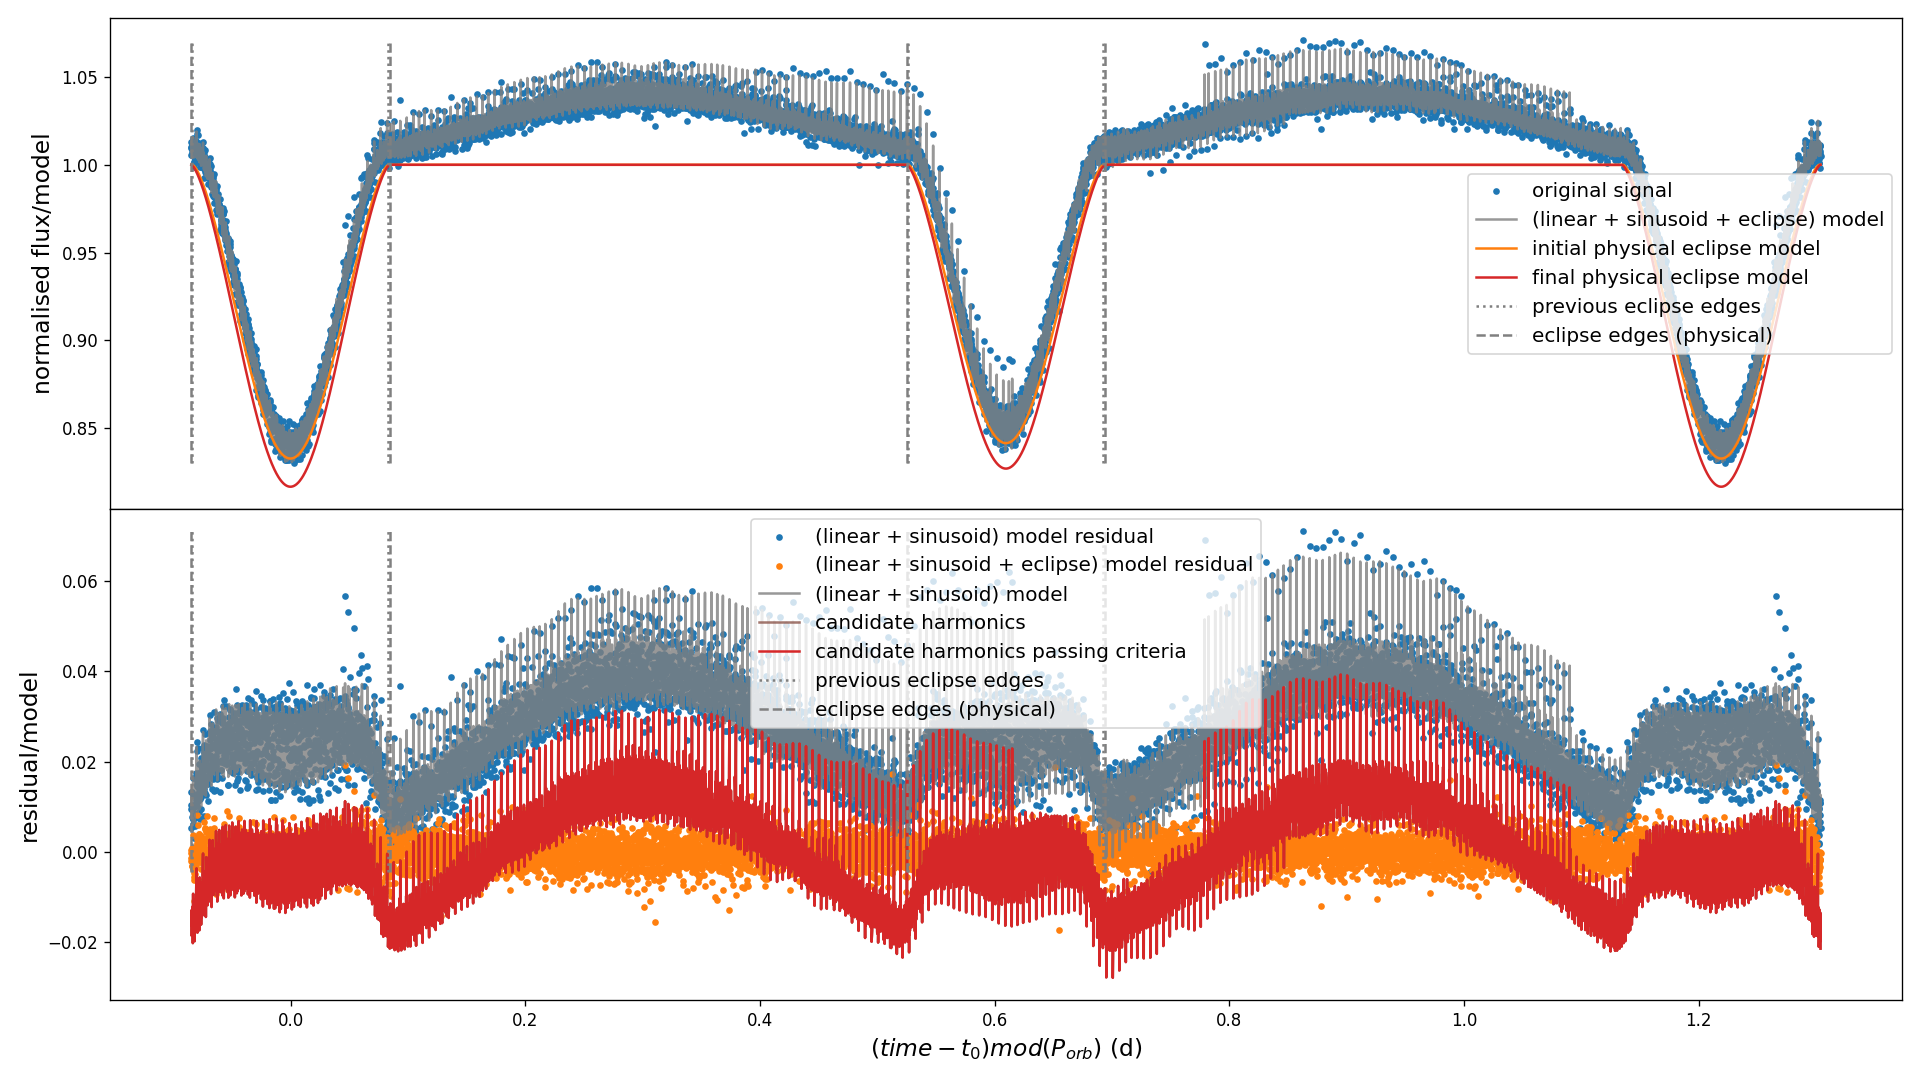 normalised flux/model
1.05
1.00
0.95
0.90
0.85
original signal
(linear + sinusoid + eclipse) model
initial physical eclipse model
final physical eclipse model
previous eclipse edges
eclipse edges (physical)
residual/model
0.06
0.04
0.02
0.00
−0.02
(linear + sinusoid) model residual
(linear + sinusoid + eclipse) model residual
(linear + sinusoid) model
candidate harmonics
candidate harmonics passing criteria
previous eclipse edges
eclipse edges (physical)
0.0 0.2 0.4 0.6 0.8 1.0 1.2
(time − t₀)mod(Pₒᵣb) (d)